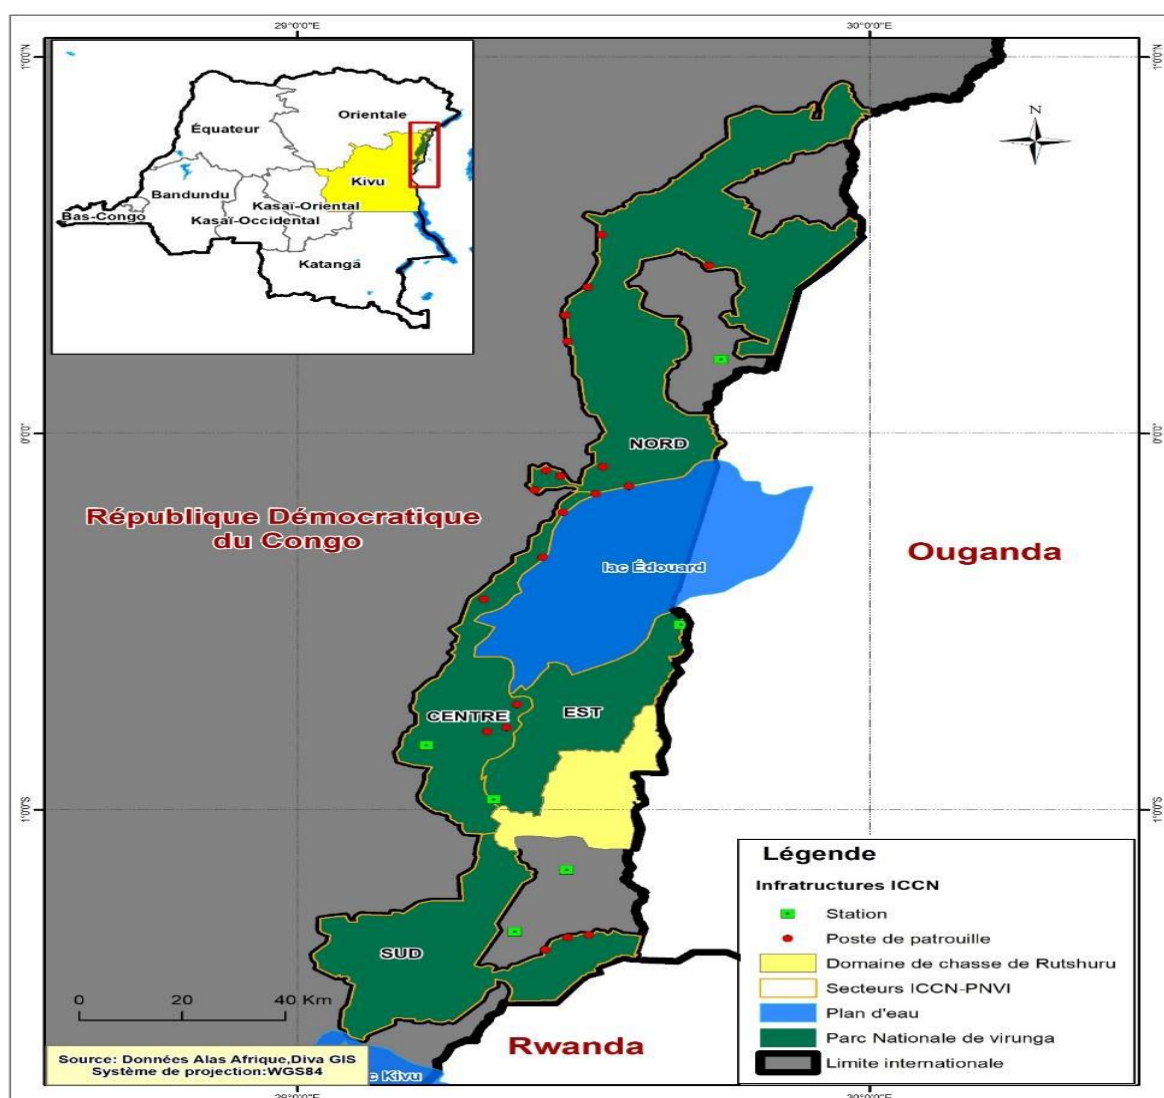 29°0'0"E
30°0'0"E
1°0'N
1°0'N
Orientale
Équateur
Kivu
Bandundu
Kasaï-Oriental
Bas-Congo
Kasaï-Occidental
Katanga
N
NORD
0°0'
0°0'
République Démocratique
du Congo
Ouganda
lac Édouard
CENTRE
EST
1°0'S
1°0'S
SUD
0 20 40 Km
Rwanda
c Kivu
Source: Données Alas Afrique,Diva GIS
Système de projection:WGS84
Légende
Infratructures ICCN
Station
Poste de patrouille
Domaine de chasse de Rutshuru
Secteurs ICCN-PNVI
Plan d'eau
Parc Nationale de virunga
Limite internationale